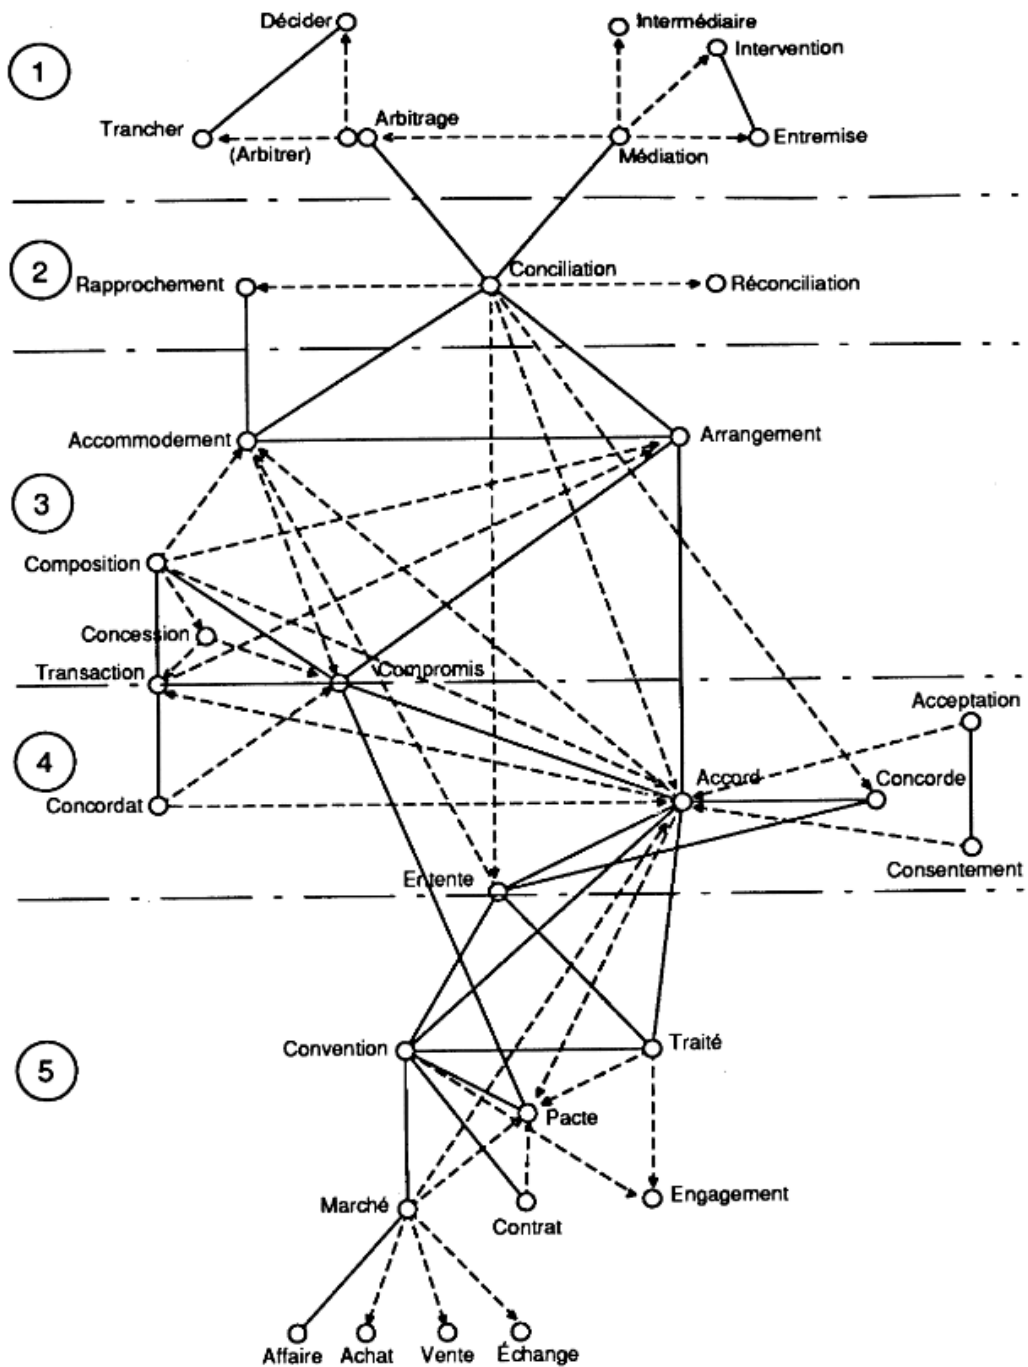 Décider
Intermédiaire
Intervention
1
Trancher
(Arbitrer)
Arbitrage
Médiation
Entremise
2
Rapprochement
Conciliation
Réconciliation
Accommodement
Arrangement
3
Composition
Concession
Transaction
Compromis
Acceptation
4
Concordat
Accord
Concorde
Consentement
Entente
5
Convention
Traité
Pacte
Marché
Contrat
Engagement
Affaire
Achat
Vente
Échange